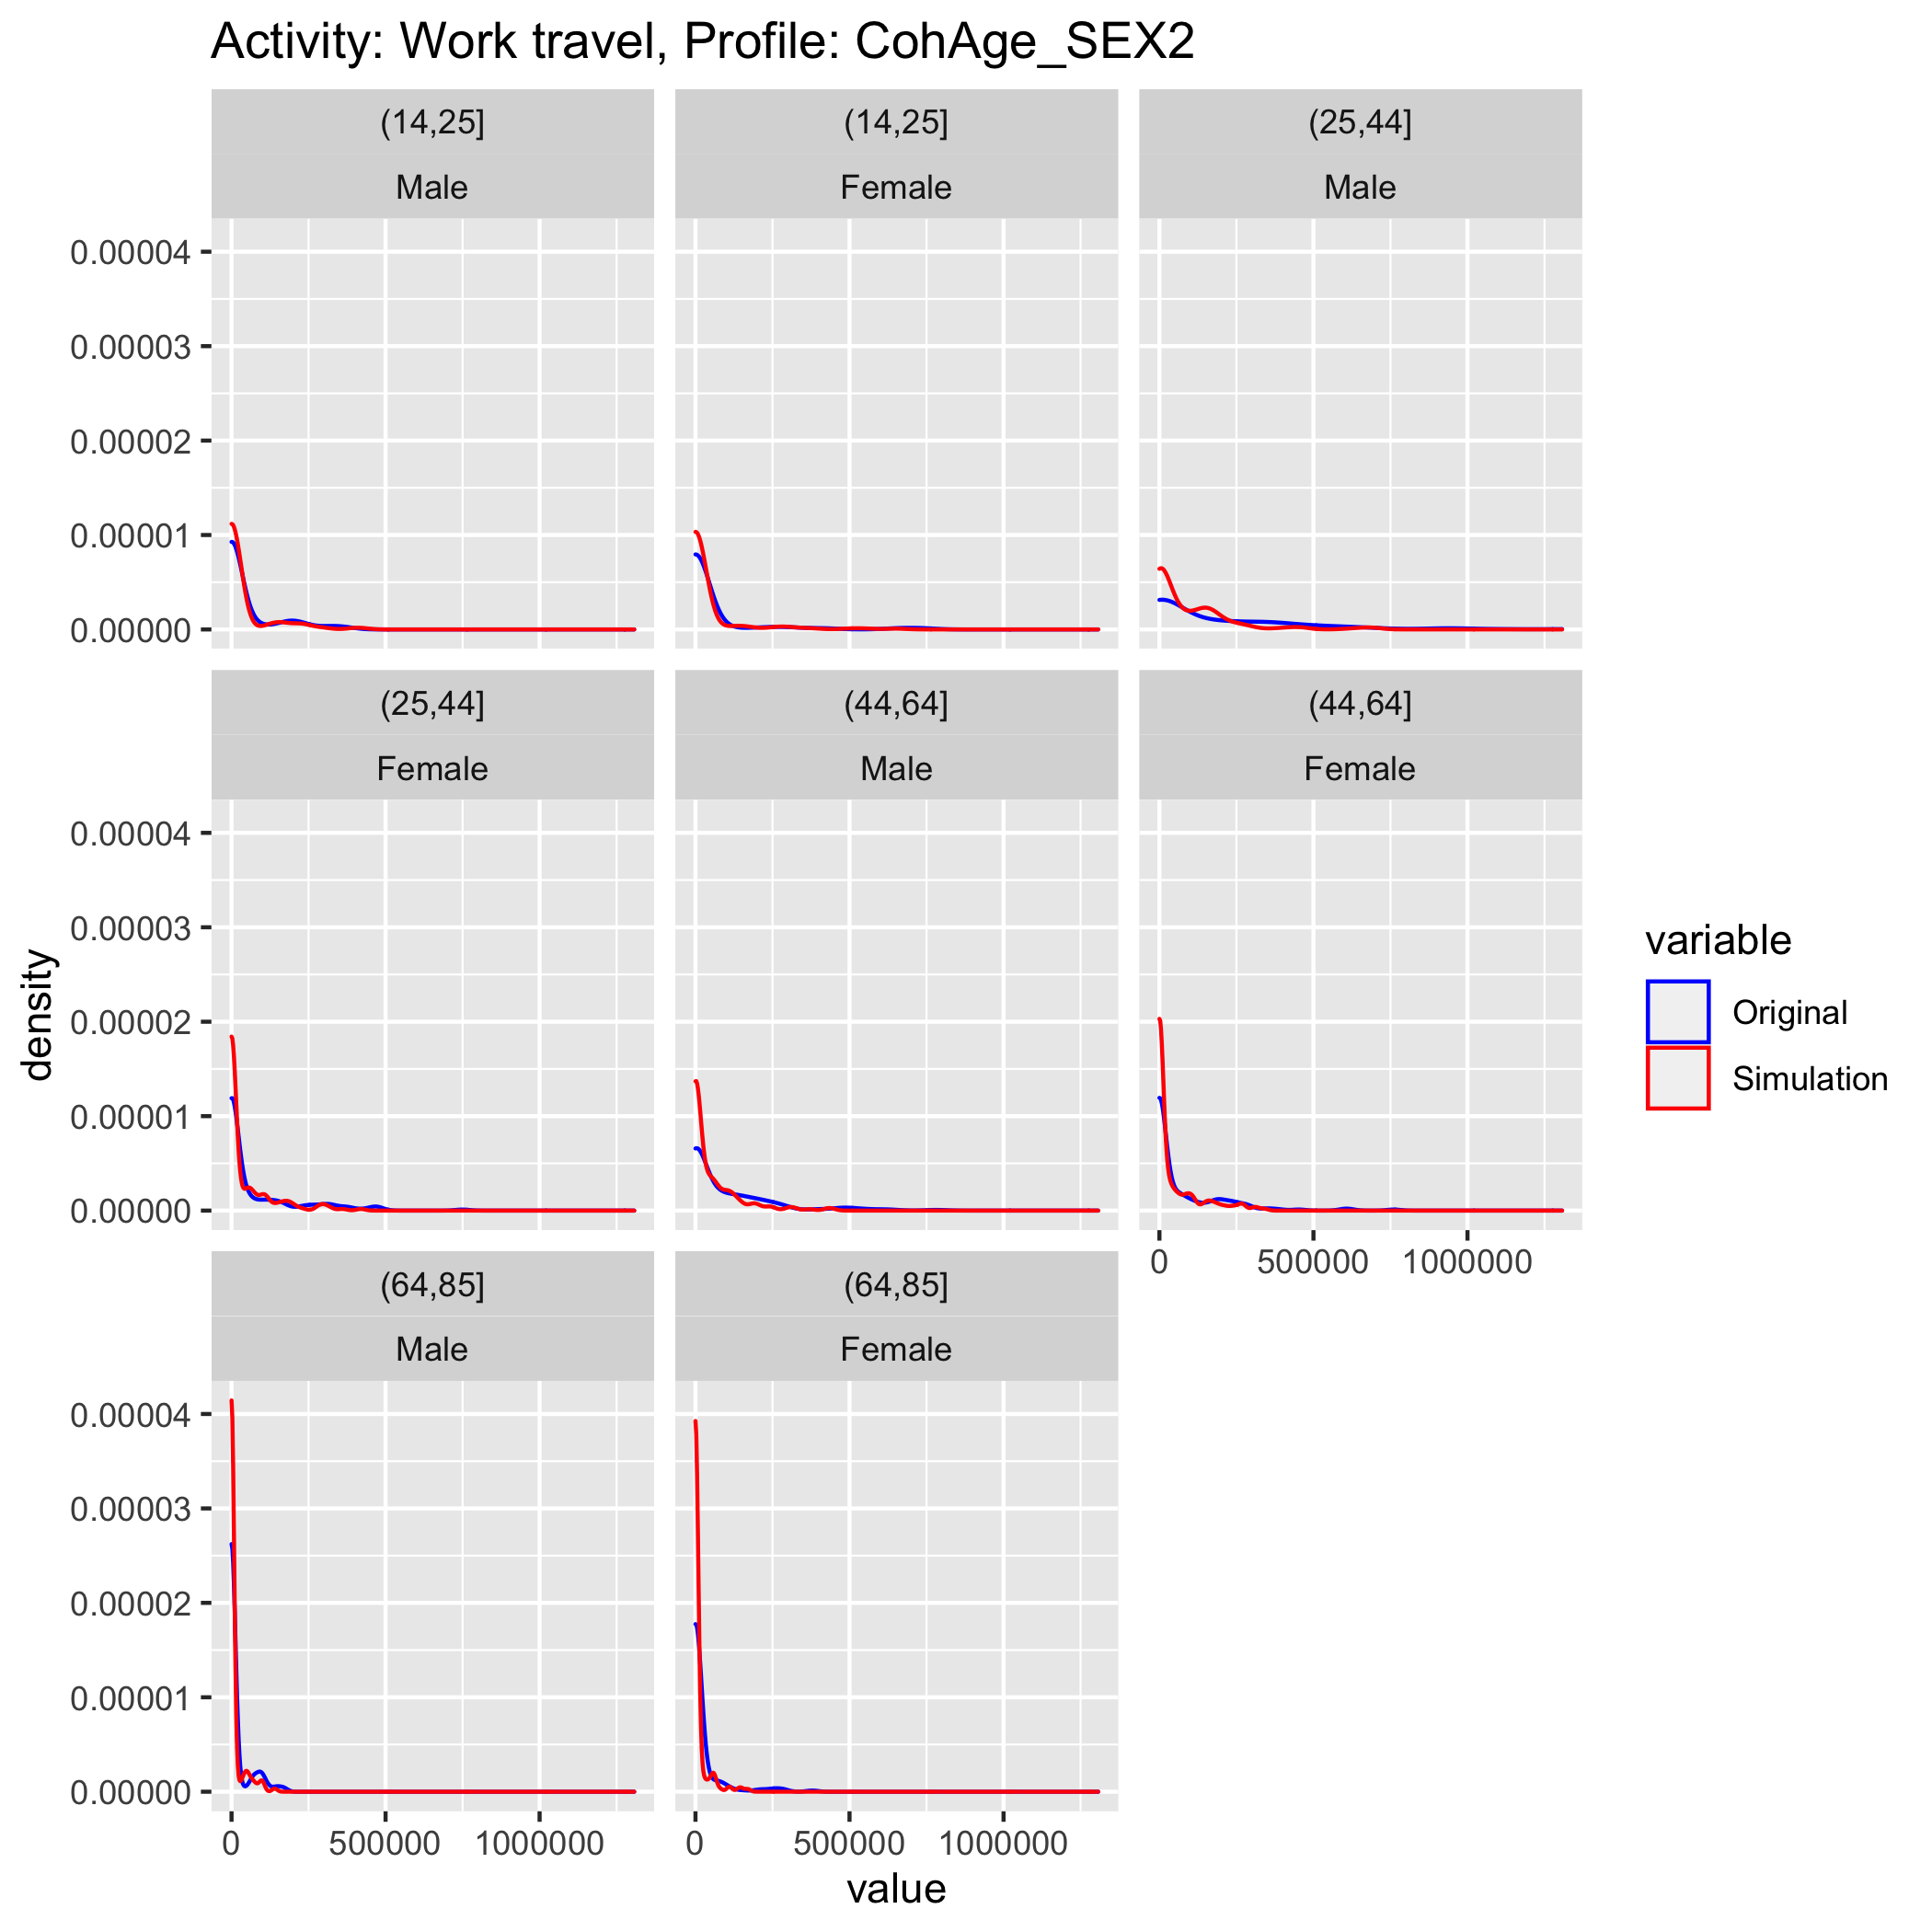 Activity: Work travel, Profile: CohAge_SEX2
(14,25]
(14,25]
(25,44]
Male
Female
Male
0.00004
0.00003
0.00002
0.00001
0.00000
(25,44]
(44,64]
(44,64]
Female
Male
Female
0.00004
0.00003
0.00002
0.00001
0.00000
0 500000 1000000
(64,85]
(64,85]
Male
Female
0.00004
0.00003
0.00002
0.00001
0.00000
0 500000 1000000
0 500000 1000000
value
density
variable
Original
Simulation